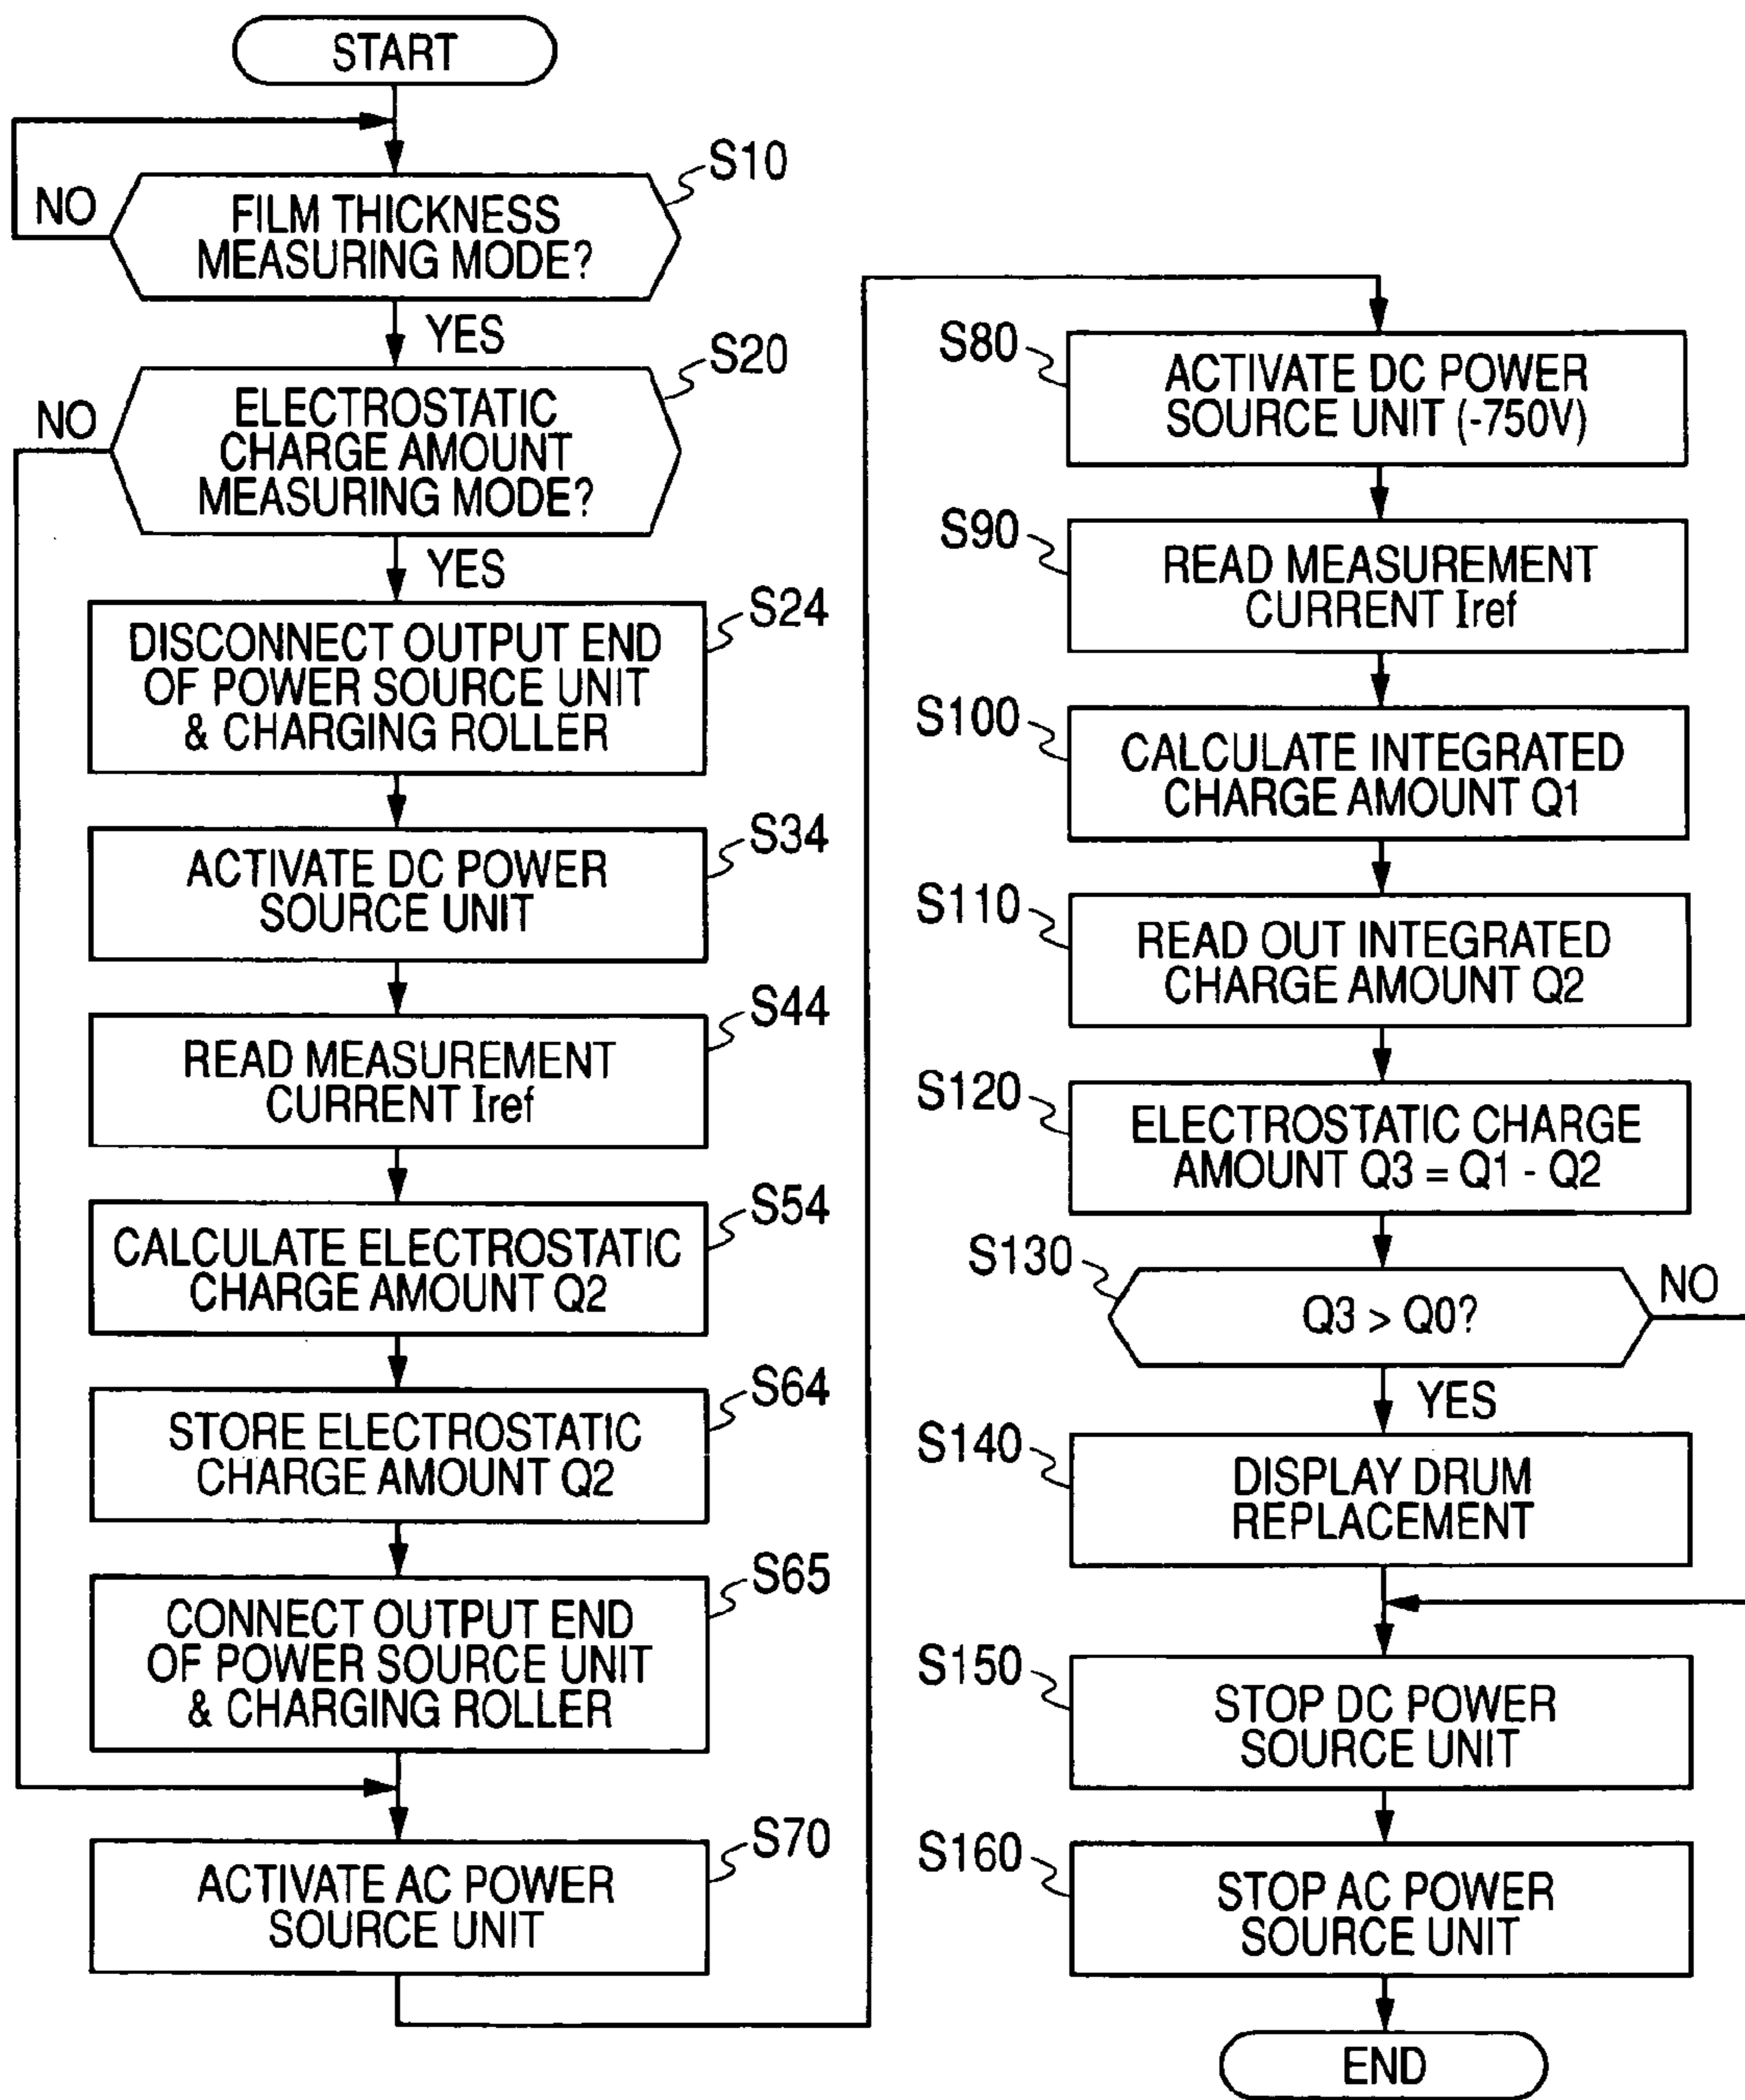 START
S10
NO
FILM THICKNESS
MEASURING MODE?
YES
S20
NO
ELECTROSTATIC
CHARGE AMOUNT
MEASURING MODE?
YES
S24
DISCONNECT OUTPUT END
OF POWER SOURCE UNIT
& CHARGING ROLLER
S34
ACTIVATE DC POWER
SOURCE UNIT
S44
READ MEASUREMENT
CURRENT Iref
S54
CALCULATE ELECTROSTATIC
CHARGE AMOUNT Q2
S64
STORE ELECTROSTATIC
CHARGE AMOUNT Q2
S65
CONNECT OUTPUT END
OF POWER SOURCE UNIT
& CHARGING ROLLER
S70
ACTIVATE AC POWER
SOURCE UNIT
S80
ACTIVATE DC POWER
SOURCE UNIT (-750V)
S90
READ MEASUREMENT
CURRENT Iref
S100
CALCULATE INTEGRATED
CHARGE AMOUNT Q1
S110
READ OUT INTEGRATED
CHARGE AMOUNT Q2
S120
ELECTROSTATIC CHARGE
AMOUNT Q3 = Q1 - Q2
S130
NO
Q3 > Q0?
YES
S140
DISPLAY DRUM
REPLACEMENT
S150
STOP DC POWER
SOURCE UNIT
S160
STOP AC POWER
SOURCE UNIT
END